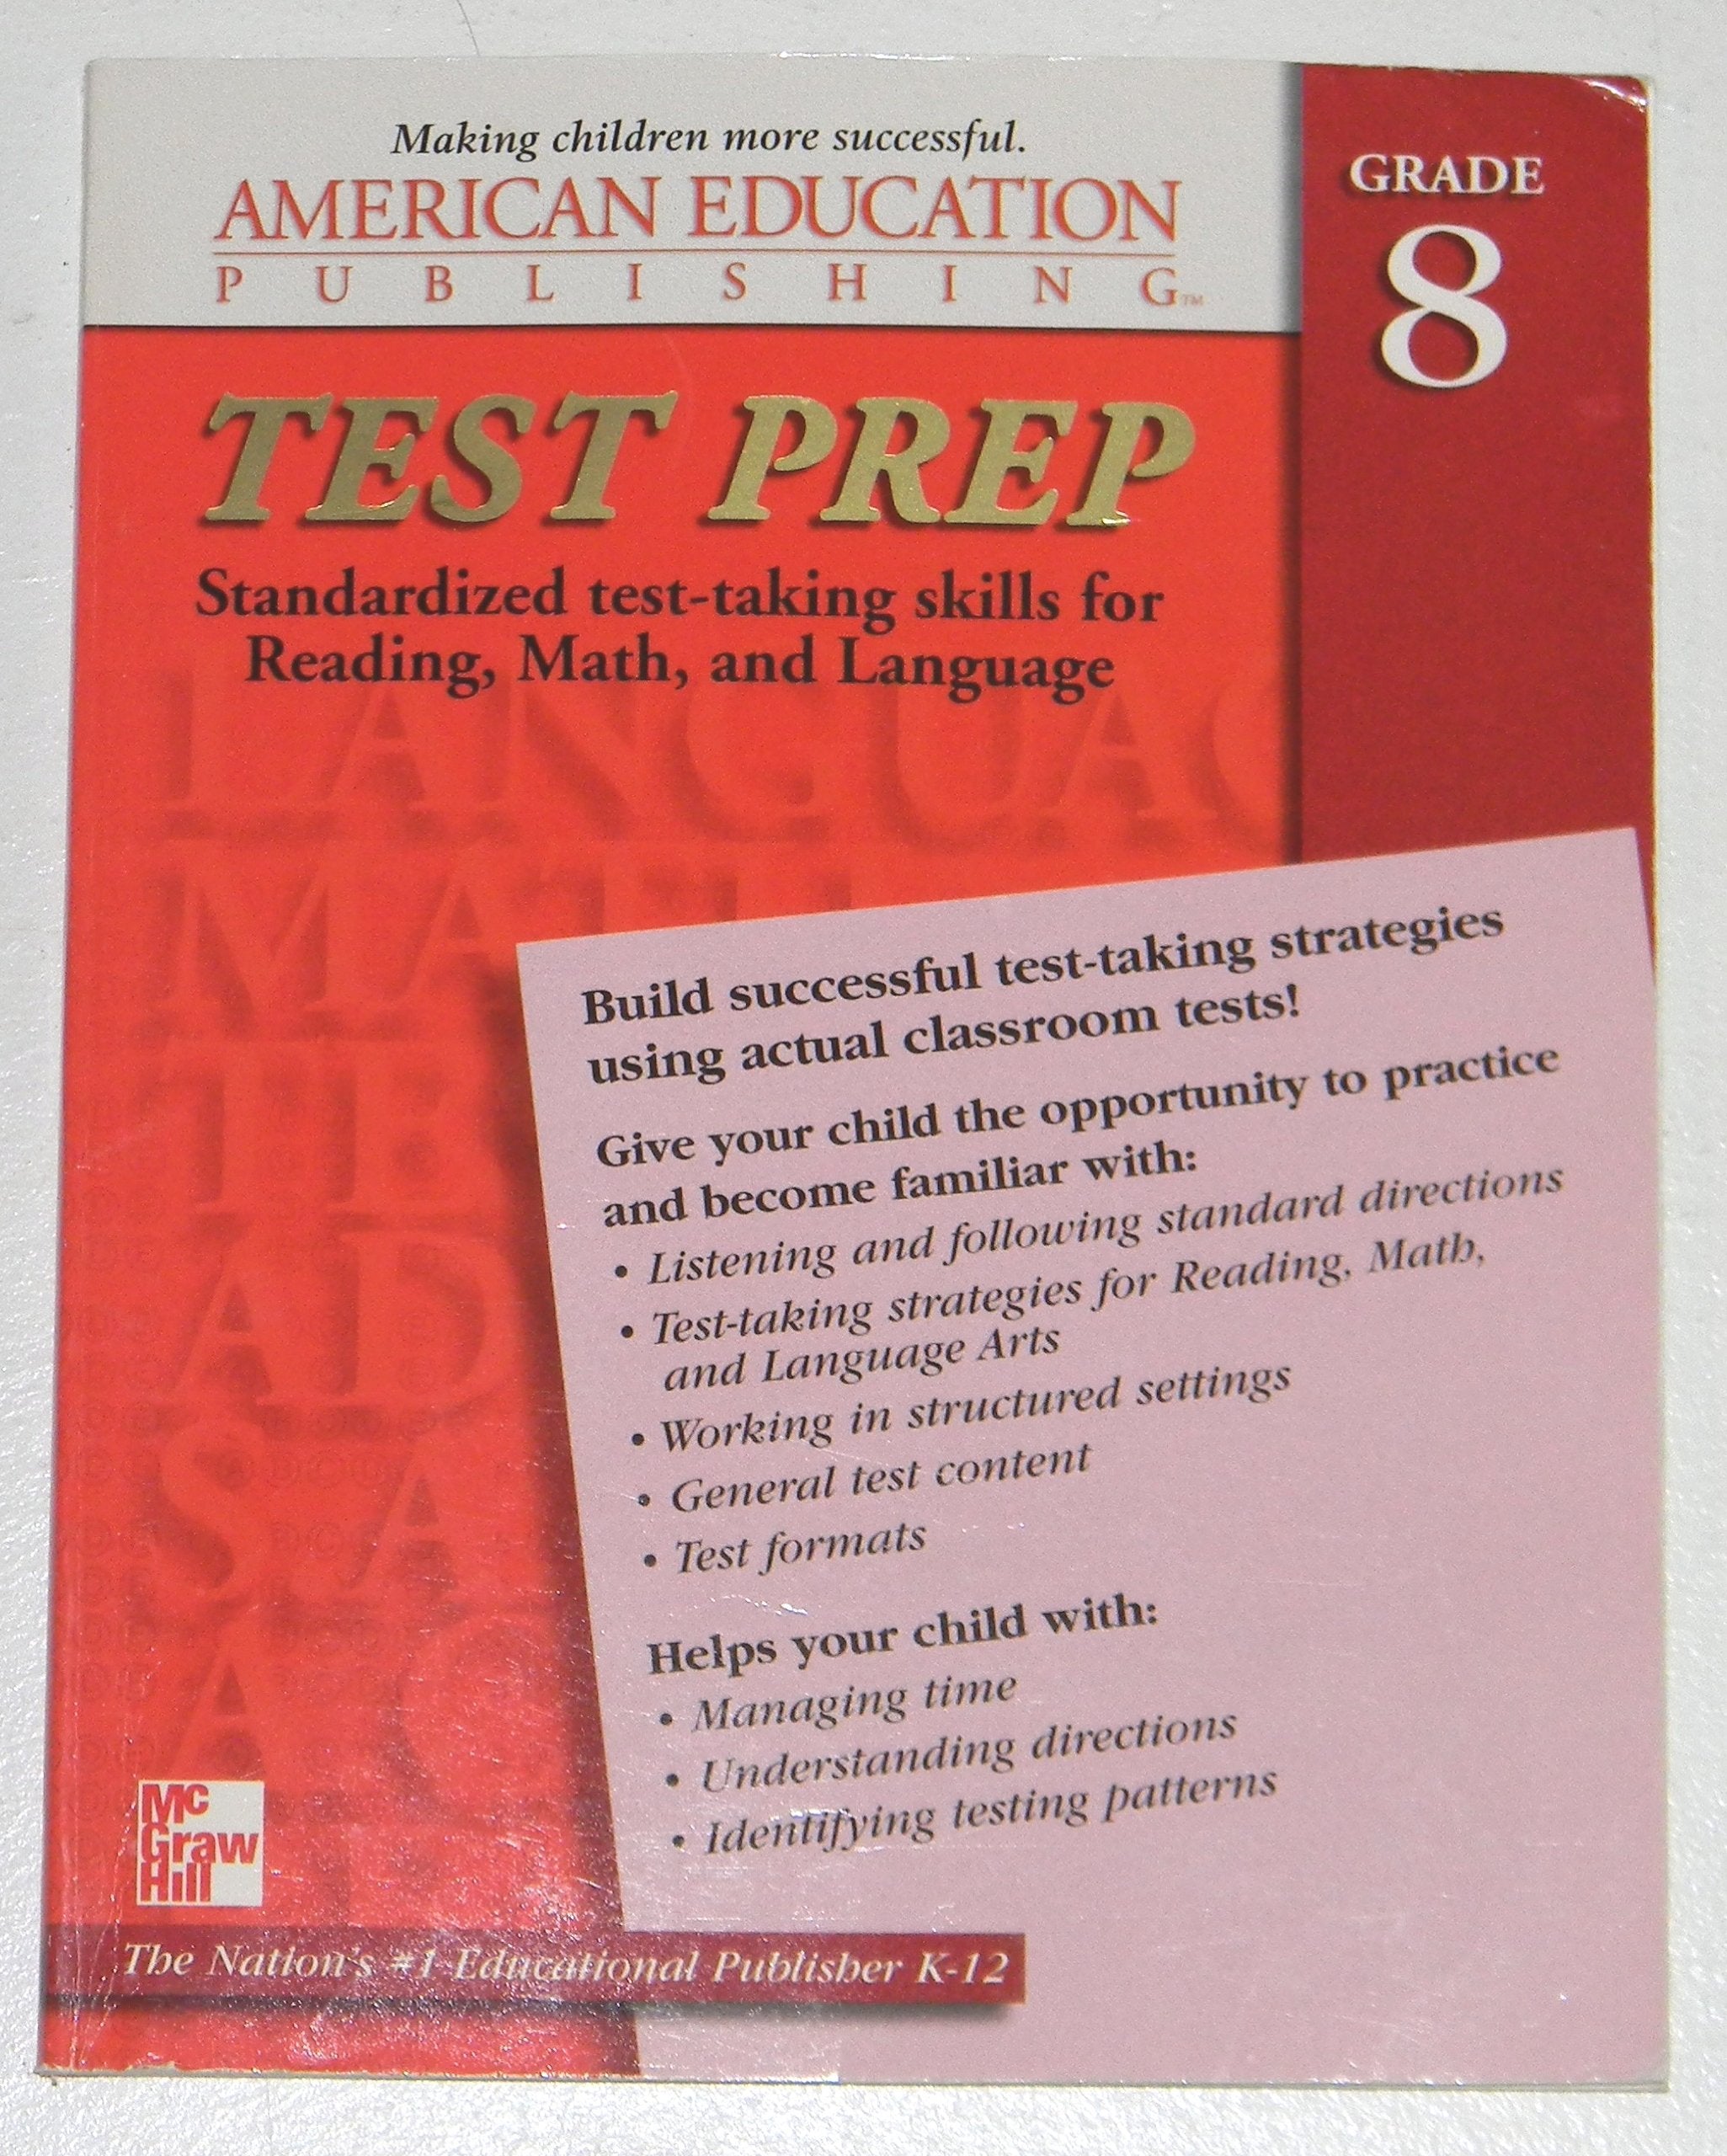 Making children more successful.
AMERICAN EDUCATION
PUBLISHING™
GRADE
8
TEST PREP
Standardized test-taking skills for
Reading, Math, and Language
LANGUAG
MATH
Build successful test-taking strategies
using actual classroom tests!
Give your child the opportunity to practice
and become familiar with:
• Listening and following standard directions
• Test-taking strategies for Reading, Math,
and Language Arts
• Working in structured settings
• General test content
• Test formats
Helps your child with:
• Managing time
• Understanding directions
• Identifying testing patterns
Mc
Graw
Hill
The Nation's #1 Educational Publisher K-12